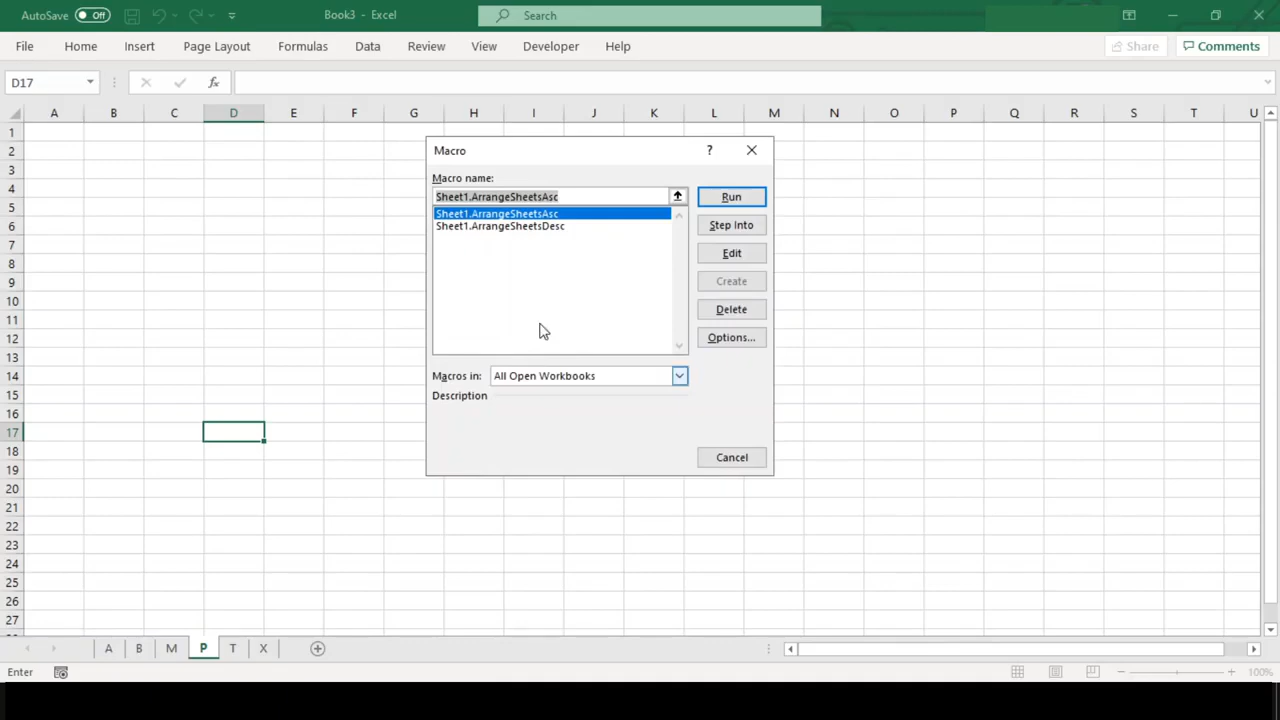 AutoSave Off Book3 - Excel Search
File Home Insert Page Layout Formulas Data Review View Developer Help Share Comments
D17 fx
A B C D E F G H I J K L M N O P Q R S T U
1
2
3
4
5
6
7
8
9
10
11
12
13
14
15
16
17
18
19
20
21
22
23
24
25
26
27
Macro ?
Macro name:
Sheet1.ArrangeSheetsAsc
Sheet1.ArrangeSheetsAsc
Sheet1.ArrangeSheetsDesc
Run
Step Into
Edit
Create
Delete
Options...
Macros in: All Open Workbooks
Description
Cancel
A B M P T X
Enter 100%